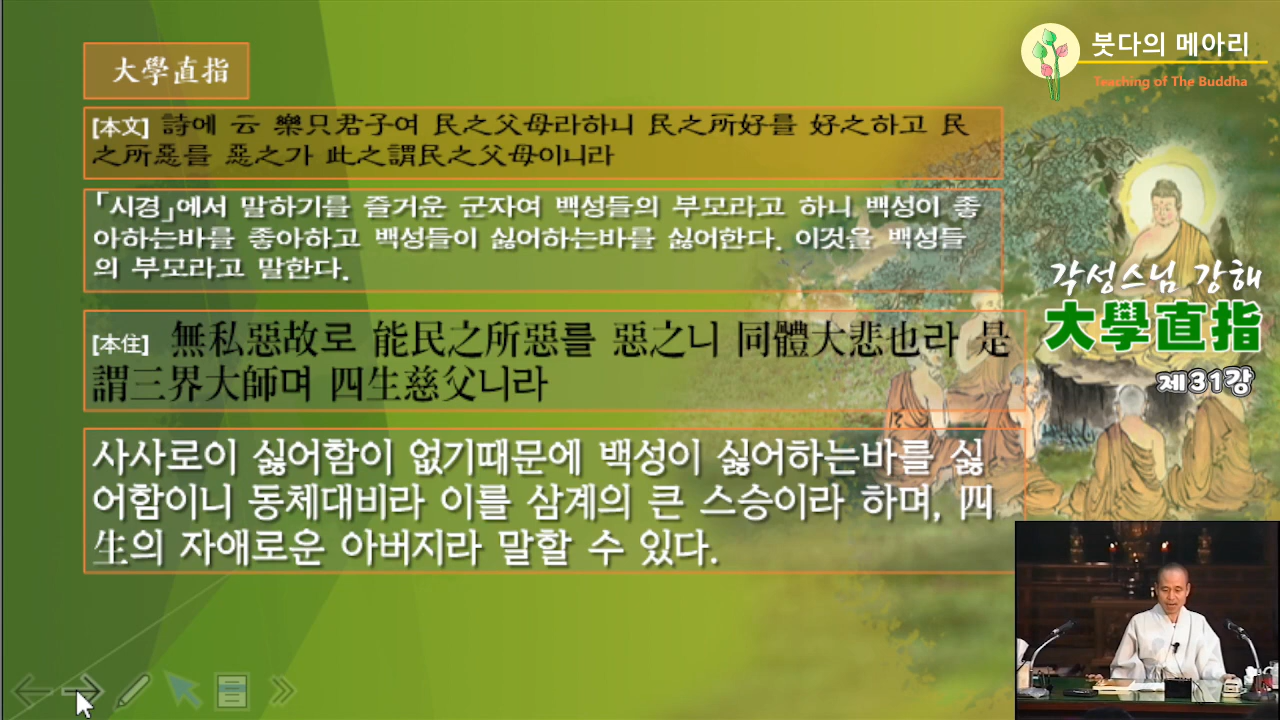 大學直指
[本文] 詩에 云 樂只君子여 民之父母라하니 民之所好를 好之하고 民
之所惡를 惡之가 此之謂民之父母이니라
「시경」에서 말하기를 즐거운 군자여 백성들의 부모라고 하니 백성이 좋
아하는바를 좋아하고 백성들이 싫어하는바를 싫어한다. 이것을 백성들
의 부모라고 말한다.
[本住] 無私惡故로 能民之所惡를 惡之니 同體大悲也라 是
謂三界大師며 四生慈父니라
사사로이 싫어함이 없기때문에 백성이 싫어하는바를 싫
어함이니 동체대비라 이를 삼계의 큰 스승이라 하며, 四
生의 자애로운 아버지라 말할 수 있다.
붓다의 메아리
Teaching of The Buddha
각성스님 강해
大學直指
제31강